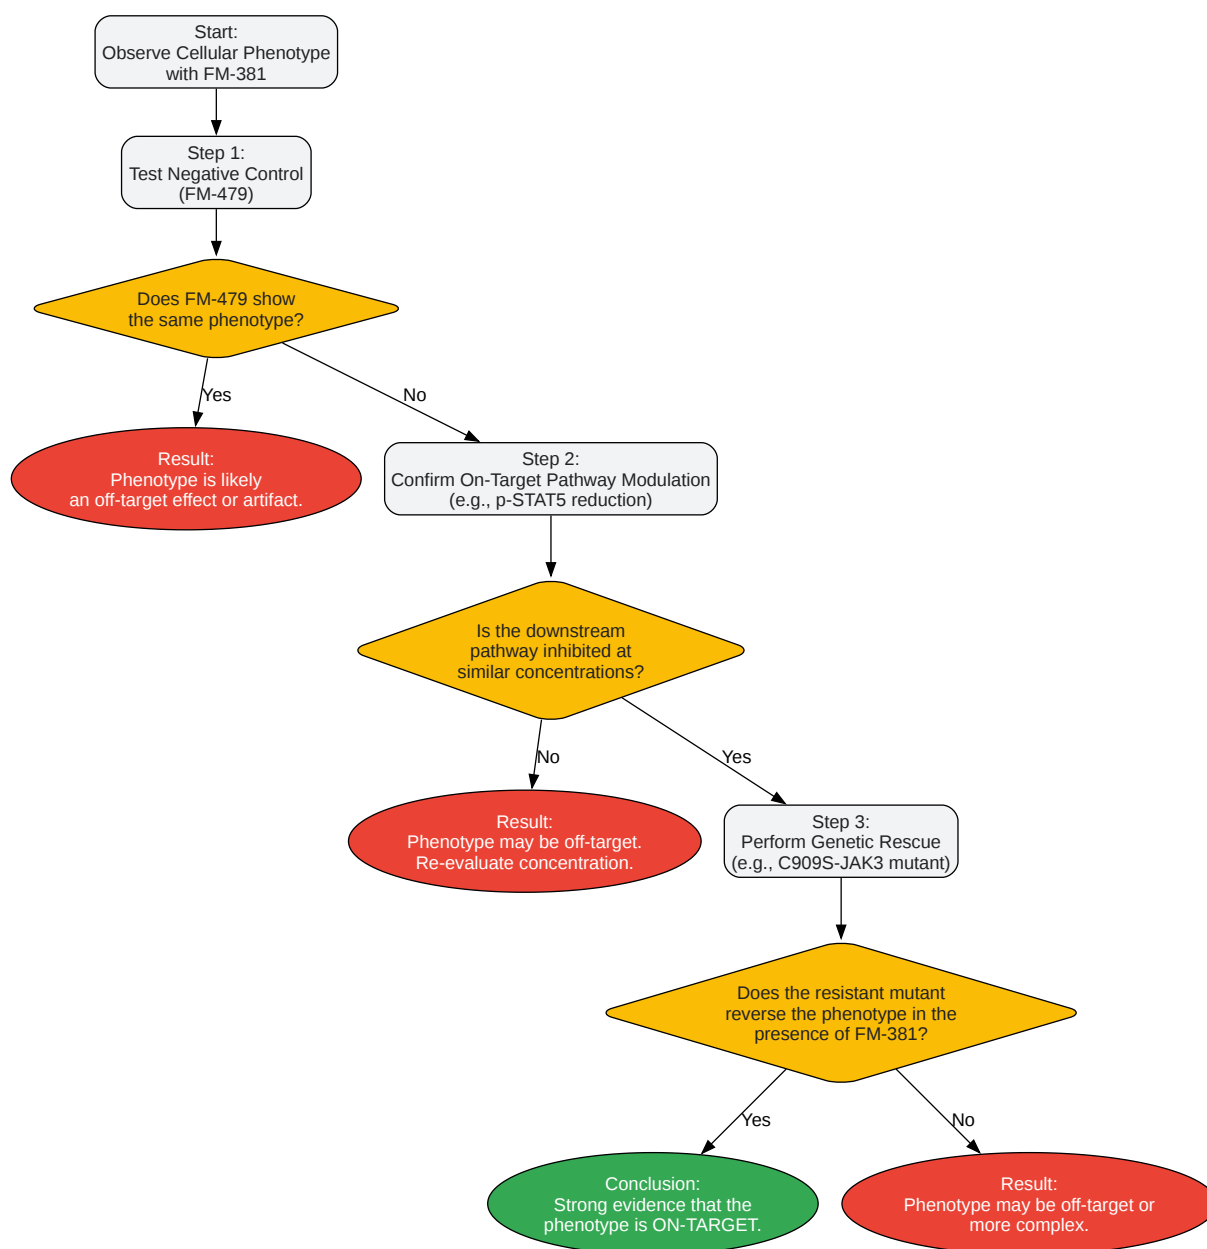 Start:
Observe Cellular Phenotype
with FM-381
Step 1:
Test Negative Control
(FM-479)
Does FM-479 show
the same phenotype?
Yes
No
Result:
Phenotype is likely
an off-target effect or artifact.
Step 2:
Confirm On-Target Pathway Modulation
(e.g., p-STAT5 reduction)
Is the downstream
pathway inhibited at
similar concentrations?
No
Yes
Result:
Phenotype may be off-target.
Re-evaluate concentration.
Step 3:
Perform Genetic Rescue
(e.g., C909S-JAK3 mutant)
Does the resistant mutant
reverse the phenotype in the
presence of FM-381?
Yes
No
Conclusion:
Strong evidence that the
phenotype is ON-TARGET.
Result:
Phenotype may be off-target or
more complex.